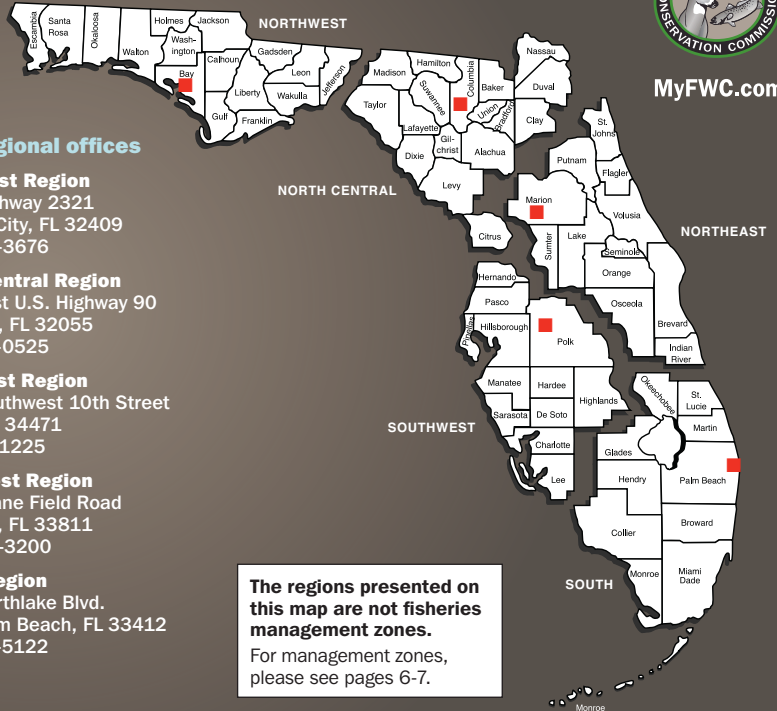 NORTHWEST
Escambia
Santa
Rosa
Okaloosa
Walton
Holmes
Jackson
Wash-
ington
Bay
Calhoun
Gulf
Liberty
Gadsden
Leon
Wakulla
Franklin
Jefferson
NSERVATION COMMISSIO
MyFWC.com
gional offices
st Region
hway 2321
City, FL 32409
-3676
entral Region
st U.S. Highway 90
, FL 32055
-0525
st Region
uthwest 10th Street
34471
1225
est Region
ne Field Road
, FL 33811
-3200
egion
rthlake Blvd.
m Beach, FL 33412
-5122
NORTH CENTRAL
Madison
Hamilton
Columbia
Taylor
Suwannee
Baker
Nassau
Duval
Union
Bradford
Clay
Lafayette
Gil-
christ
Alachua
Dixie
Levy
Citrus
NORTHEAST
St.
Johns
Putnam
Flagler
Marion
Volusia
Sumter
Lake
Seminole
Orange
Osceola
Brevard
Indian
River
SOUTHWEST
Hernando
Pasco
Pinellas
Hillsborough
Polk
Manatee
Hardee
Highlands
Sarasota
De Soto
Charlotte
Lee
SOUTH
Okeechobee
St.
Lucie
Martin
Glades
Hendry
Palm Beach
Broward
Collier
Monroe
Miami
Dade
Monroe
The regions presented on
this map are not fisheries
management zones.
For management zones,
please see pages 6-7.